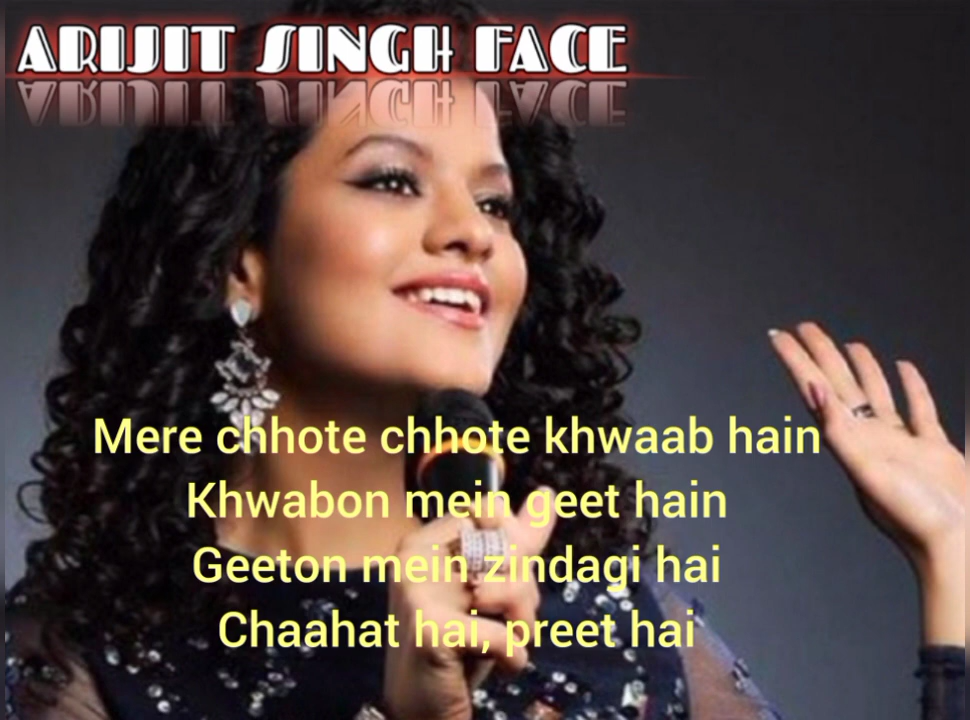 ARIJIT SINGH FACE
Mere chhote chhote khwaab hain
Khwabon mein geet hain
Geeton mein zindagi hai
Chaahat hai, preet hai